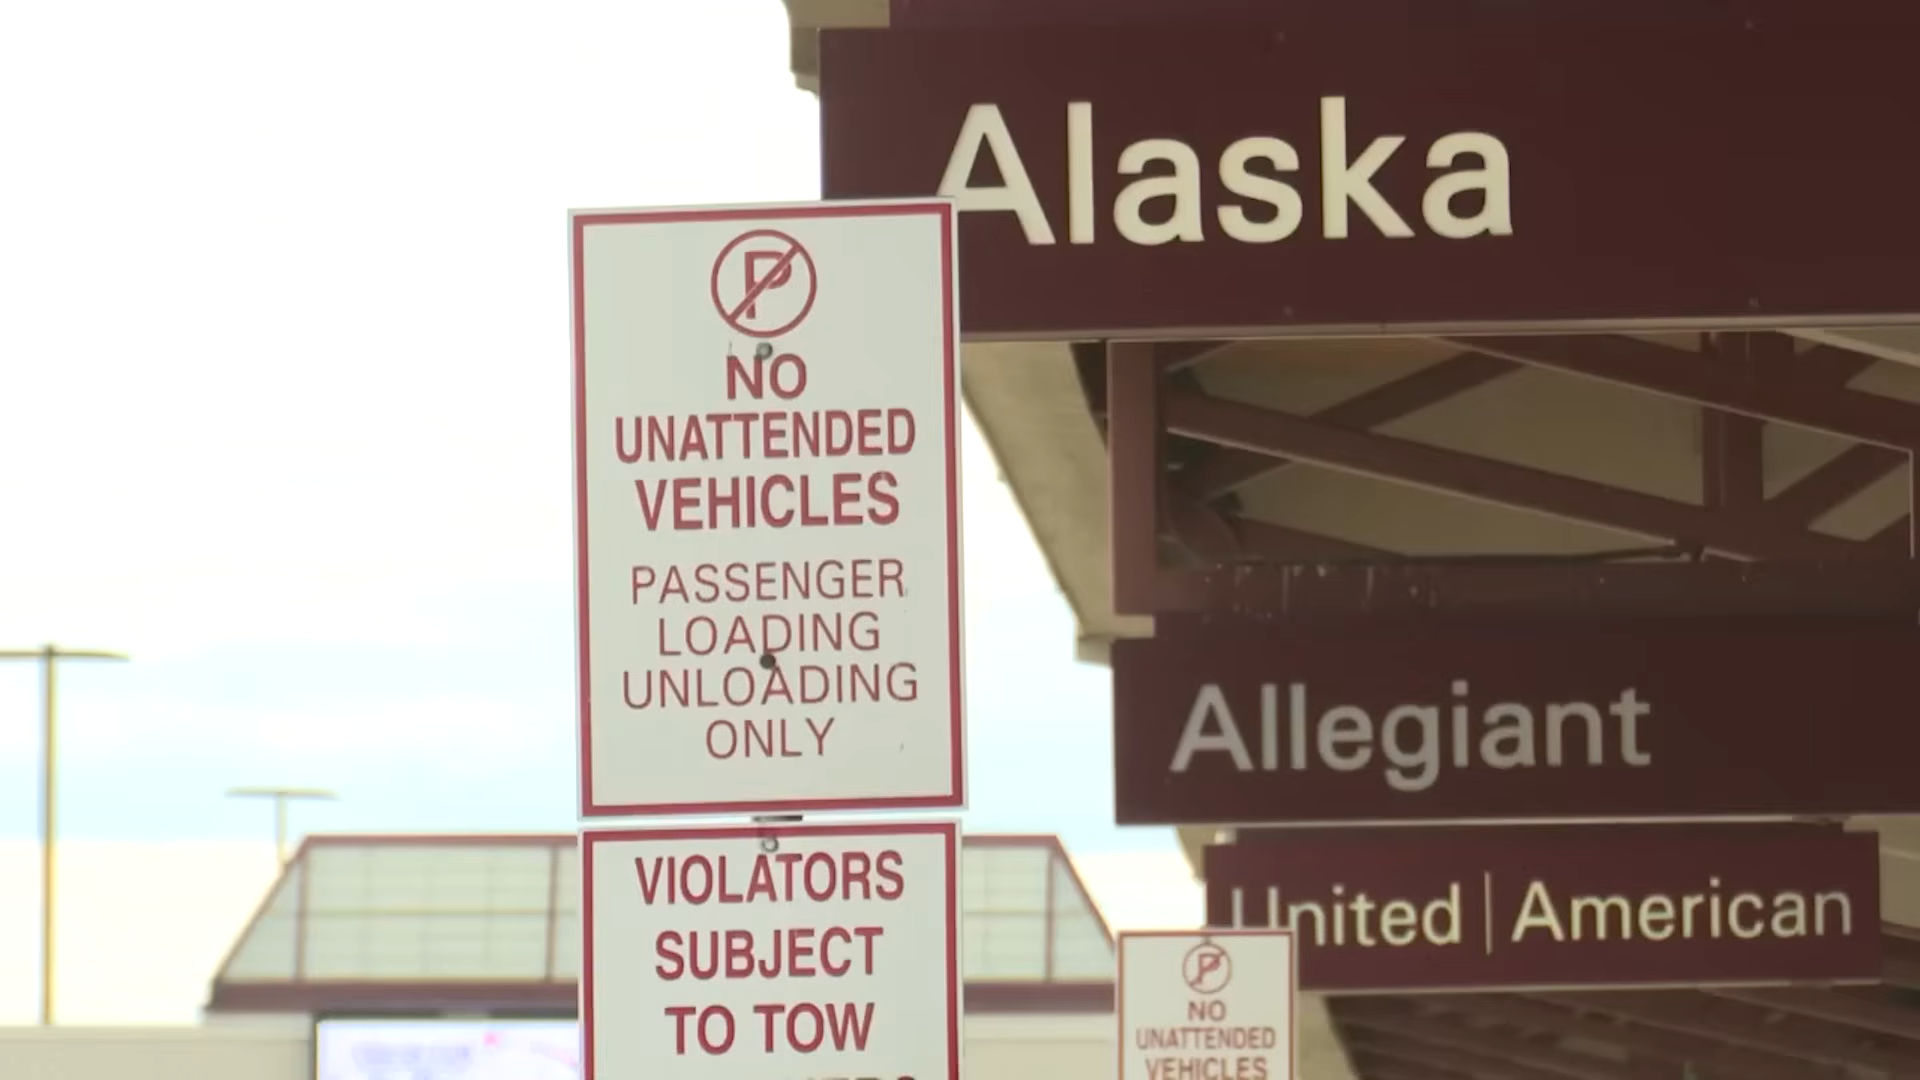 Alaska
P
NO
UNATTENDED
VEHICLES
PASSENGER
LOADING
UNLOADING
ONLY
VIOLATORS
SUBJECT
TO TOW
Allegiant
United | American
P
NO
UNATTENDED
VEHICLES